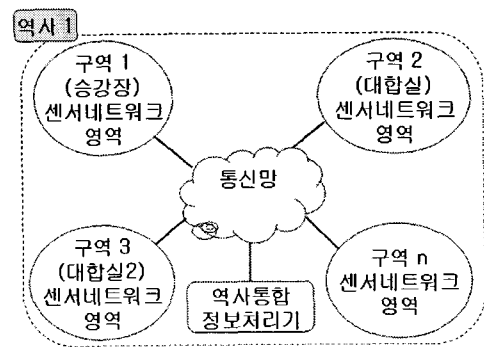 역사 1
구역 1
(승강장)
센서네트워크
영역
구역 2
(대합실)
센서네트워크
영역
통신망
구역 3
(대합실2)
센서네트워크
영역
역사통합
정보처리기
구역 n
센서네트워크
영역